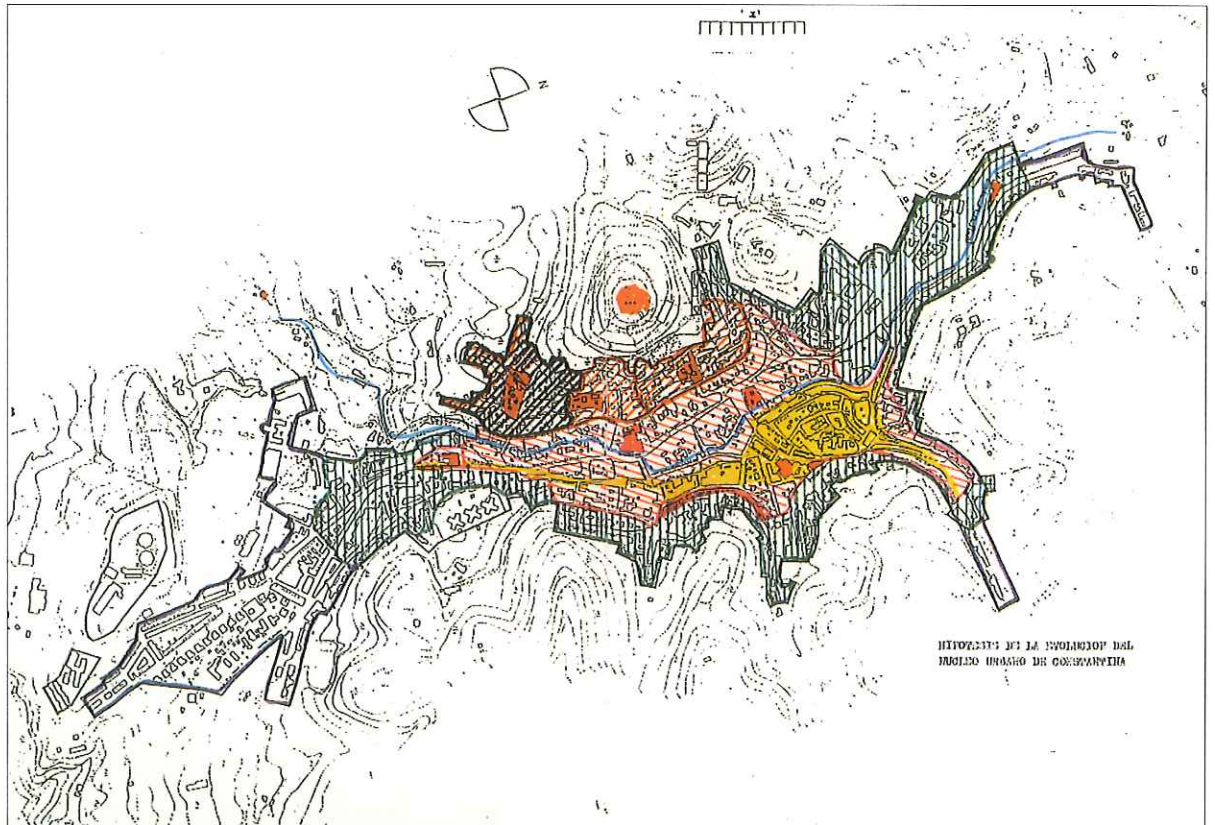 N
HIPOTESIS DE LA EVOLUCION DEL
NUCLEO URBANO DE CONSTANTINA